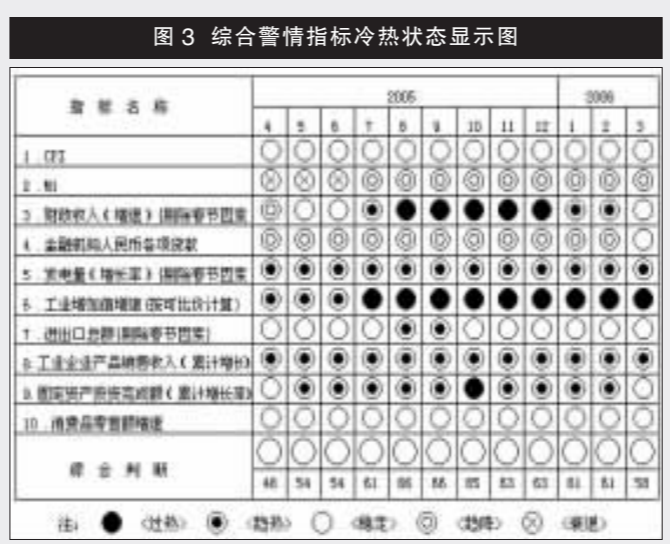 图 3 综合警情指标冷热状态显示图
指 标 名 称 2005 2006
4 5 6 7 8 9 10 11 12 1 2 3
1 . CPI
2 . M1
3 . 财政收入(增速)(剔除春节因素
4 . 金融机构人民币各项贷款
5 . 发电量(增长率)(剔除春节因素
6 . 工业增加值增速(按可比价计算)
7 . 进出口总额(剔除春节因素)
8 工业企业产品销售收入(累计增长)
9.固定资产投资完成额(累计增长率)
10 . 消费品零售额增速
综 合 判 断
54 54 61 66 66 63 63 61 61 58
注: (过热) (趋热) (稳定) (趋降) (衰退)